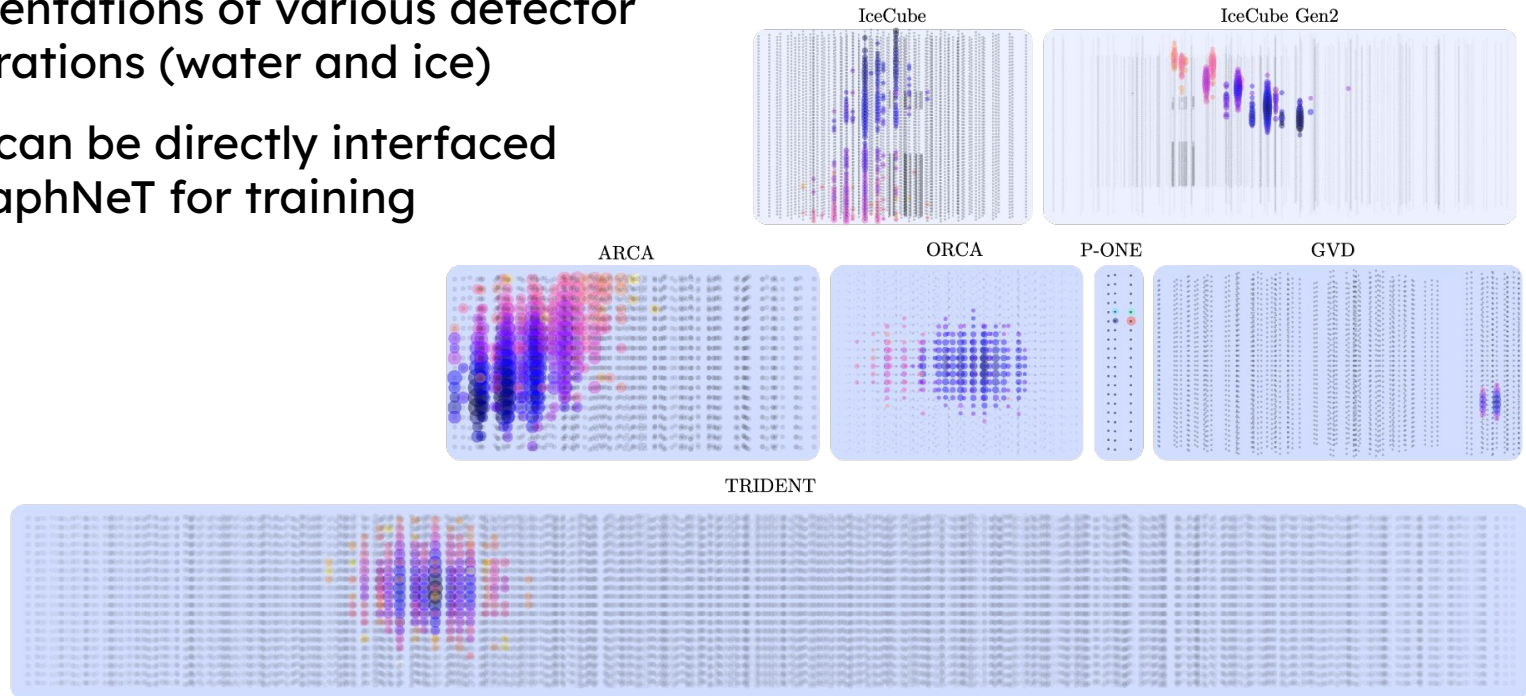 entations of various detector
rations (water and ice)
can be directly interfaced
aphNeT for training
IceCube
IceCube Gen2
ARCA
ORCA
P-ONE
GVD
TRIDENT